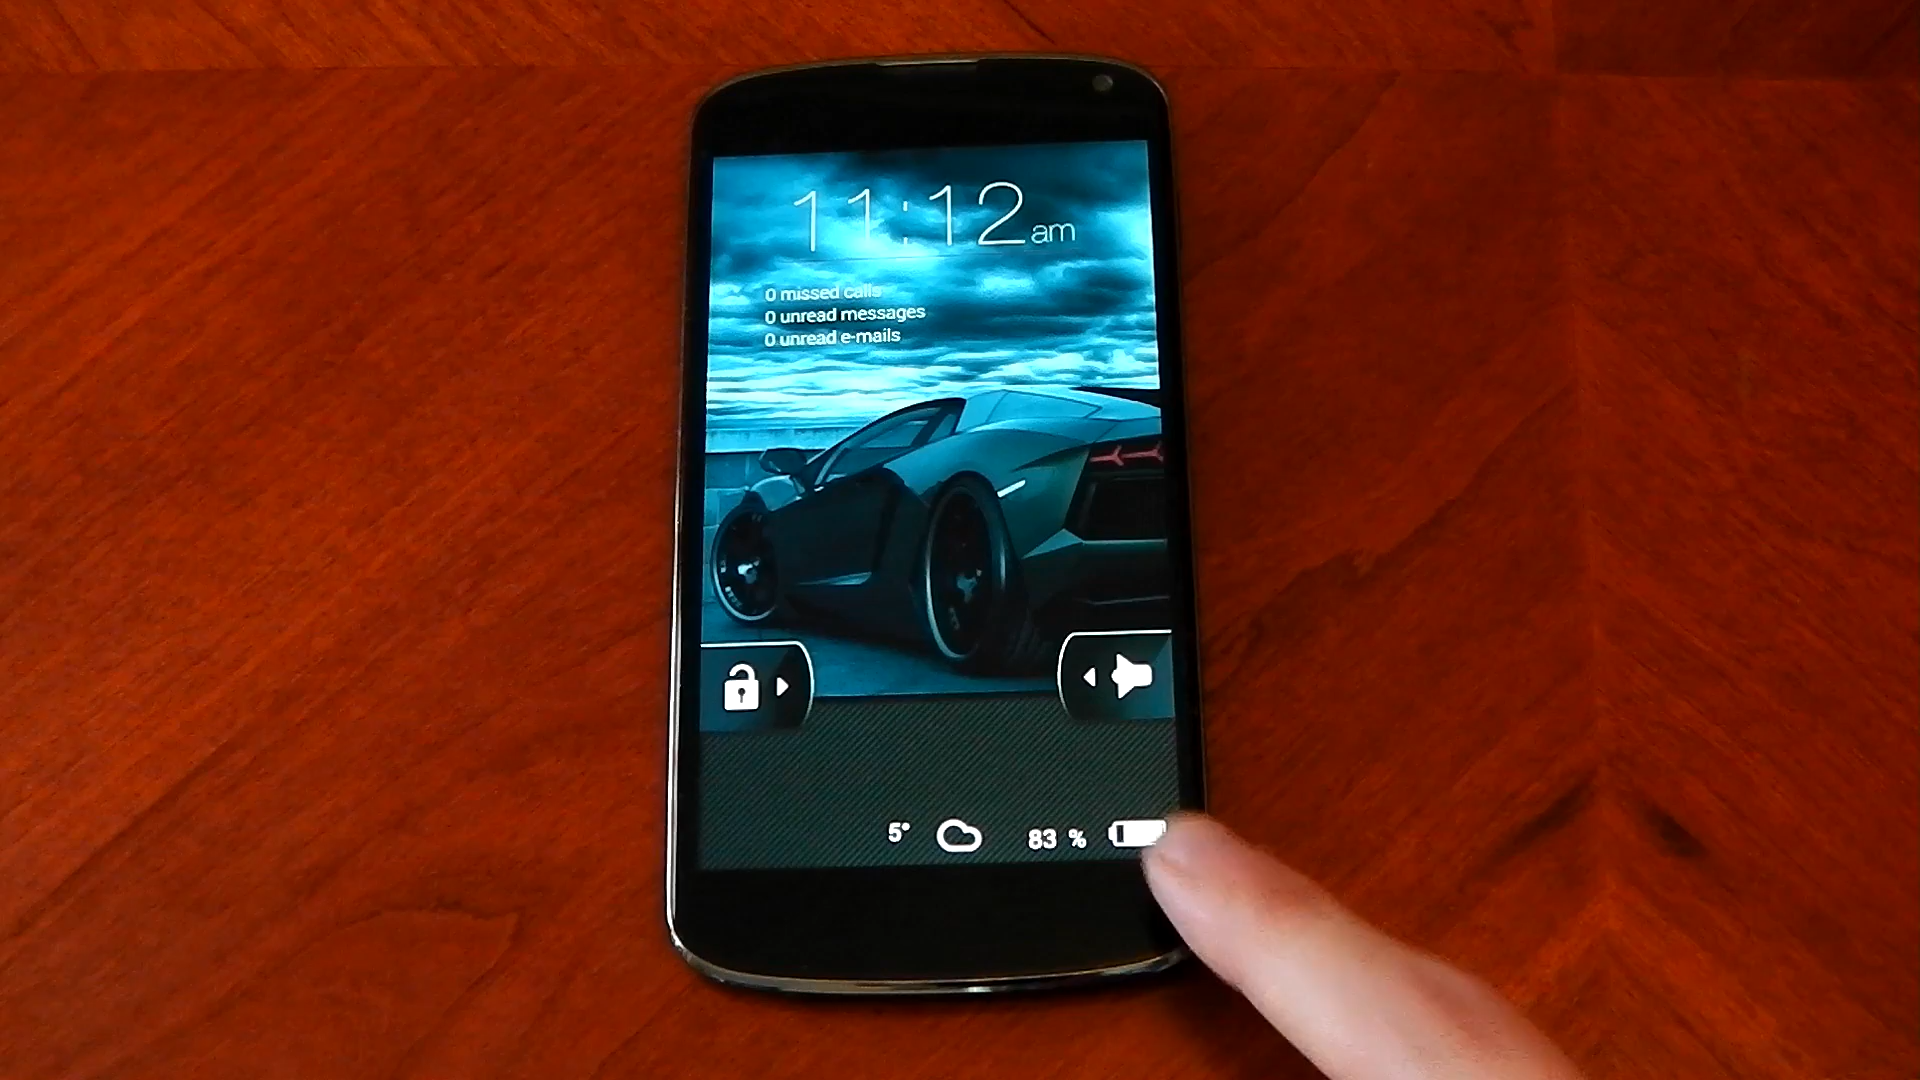 11:12am
0 missed calls
0 unread messages
0 unread e-mails
5° 83 %